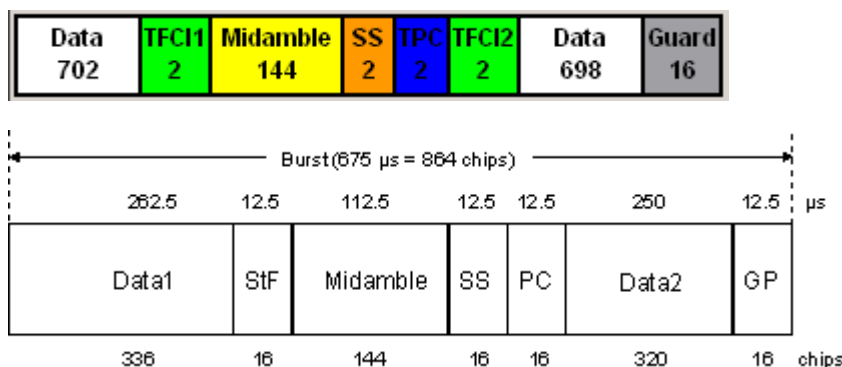 Data TFCI1 Midamble SS TPC TFCI2 Data Guard
702 2 144 2 2 2 698 16
Burst(675 µs = 864 chips)
262.5 12.5 112.5 12.5 12.5 250 12.5 µs
Data1 StF Midamble SS PC Data2 GP
336 16 144 16 16 320 16 chips